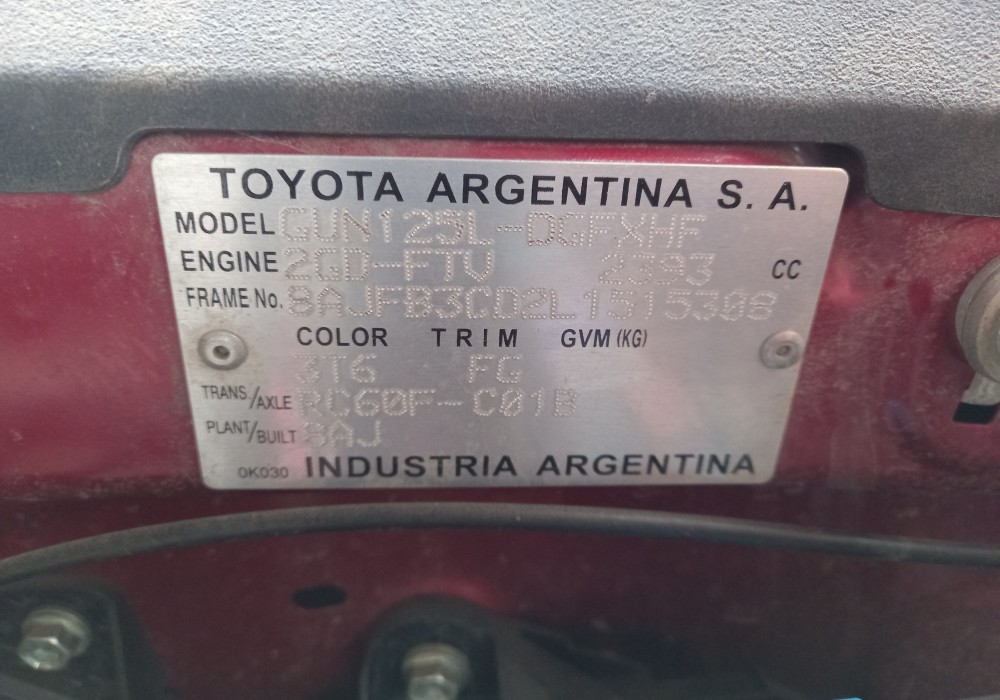 TOYOTA ARGENTINA S. A.
MODEL GUN125L-DGFXHF
ENGINE 2GD-FTV 2393 CC
FRAME No. 8AJFB3CD2L1515308
COLOR TRIM GVM (KG)
3T6 FG
TRANS./AXLE RC60F-C01B
PLANT/BUILT 8AJ
0K030 INDUSTRIA ARGENTINA